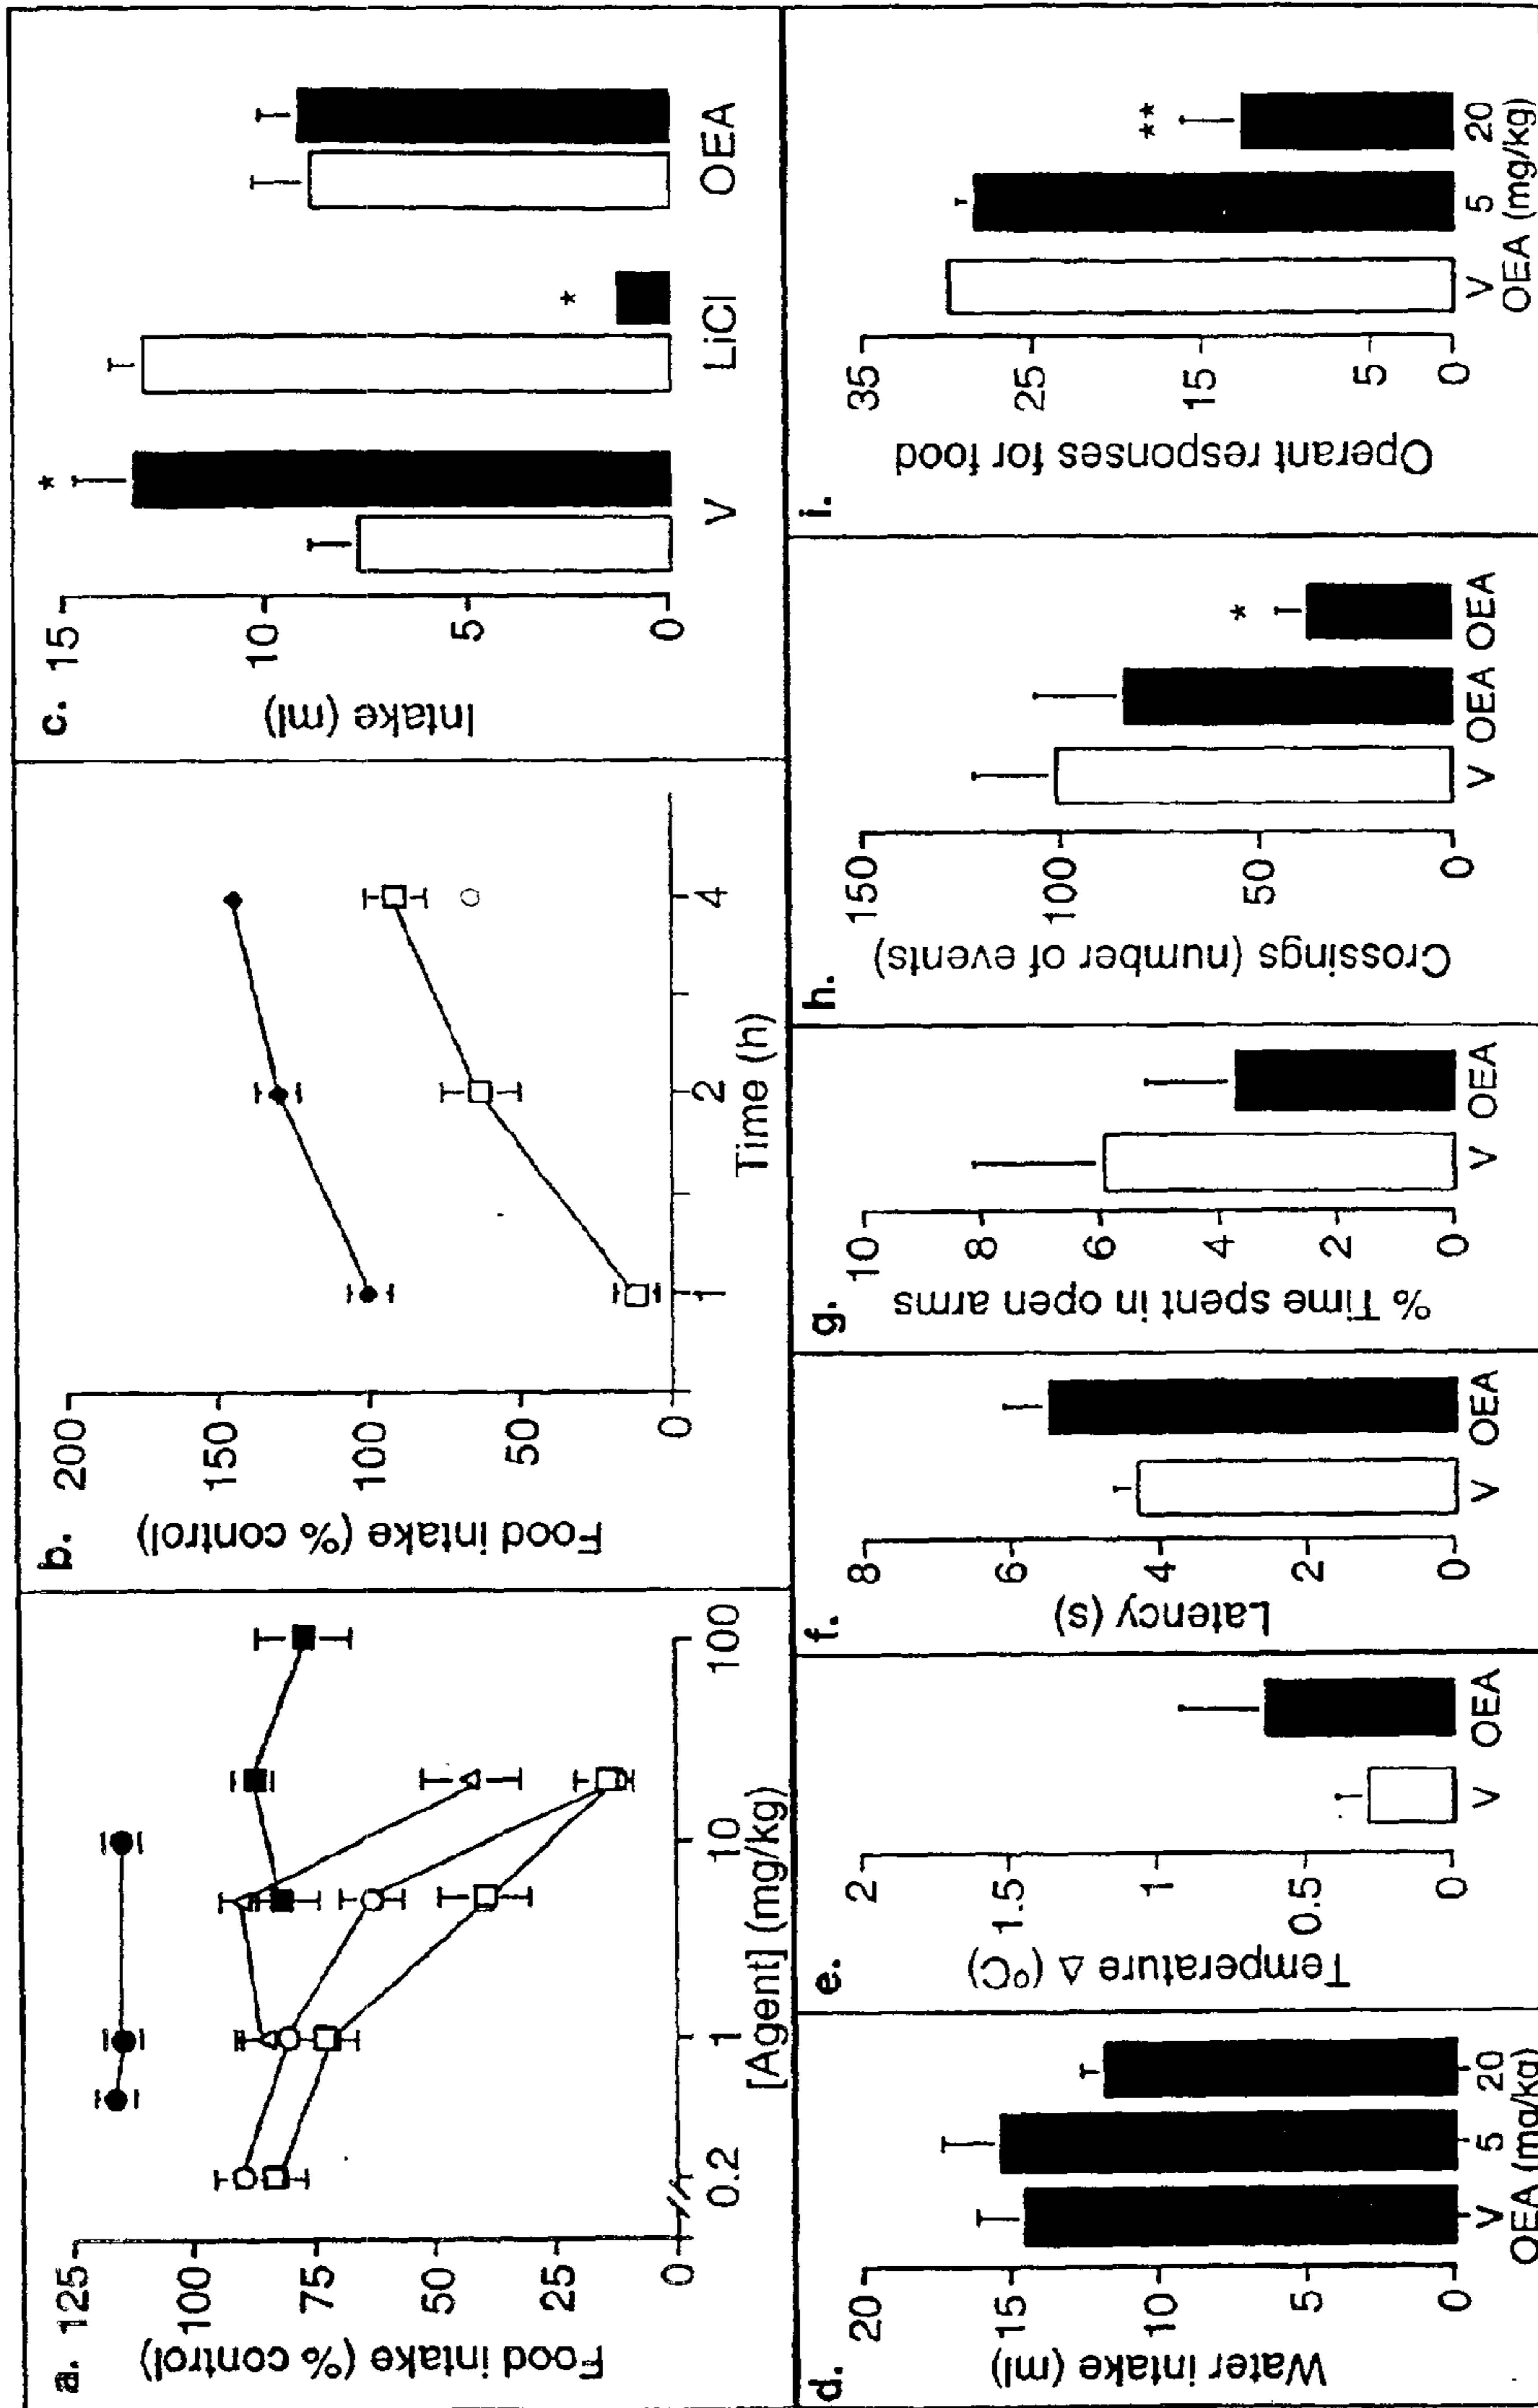 a.
Food intake (% control)
125
100
75
50
25
0
0.2 1 10 100
[Agent] (mg/kg)
b.
Food intake (% control)
200
150
100
50
0
1 2 4
Time (h)
c.
Intake (ml)
15
10
5
0
*
*
V LiCl OEA
d.
Water intake (ml)
20
15
10
5
0
V 5 20
OEA (mg/kg)
e.
Temperature Δ (ºC)
2
1.5
1
0.5
0
V OEA
f.
Latency (s)
8
6
4
2
0
V OEA
g.
% Time spent in open arms
10
8
6
4
2
0
V OEA
h.
Crossings (number of events)
150
100
50
0
*
V OEA OEA
i.
Operant responses for food
35
25
15
5
0
**
V 5 20
OEA (mg/kg)